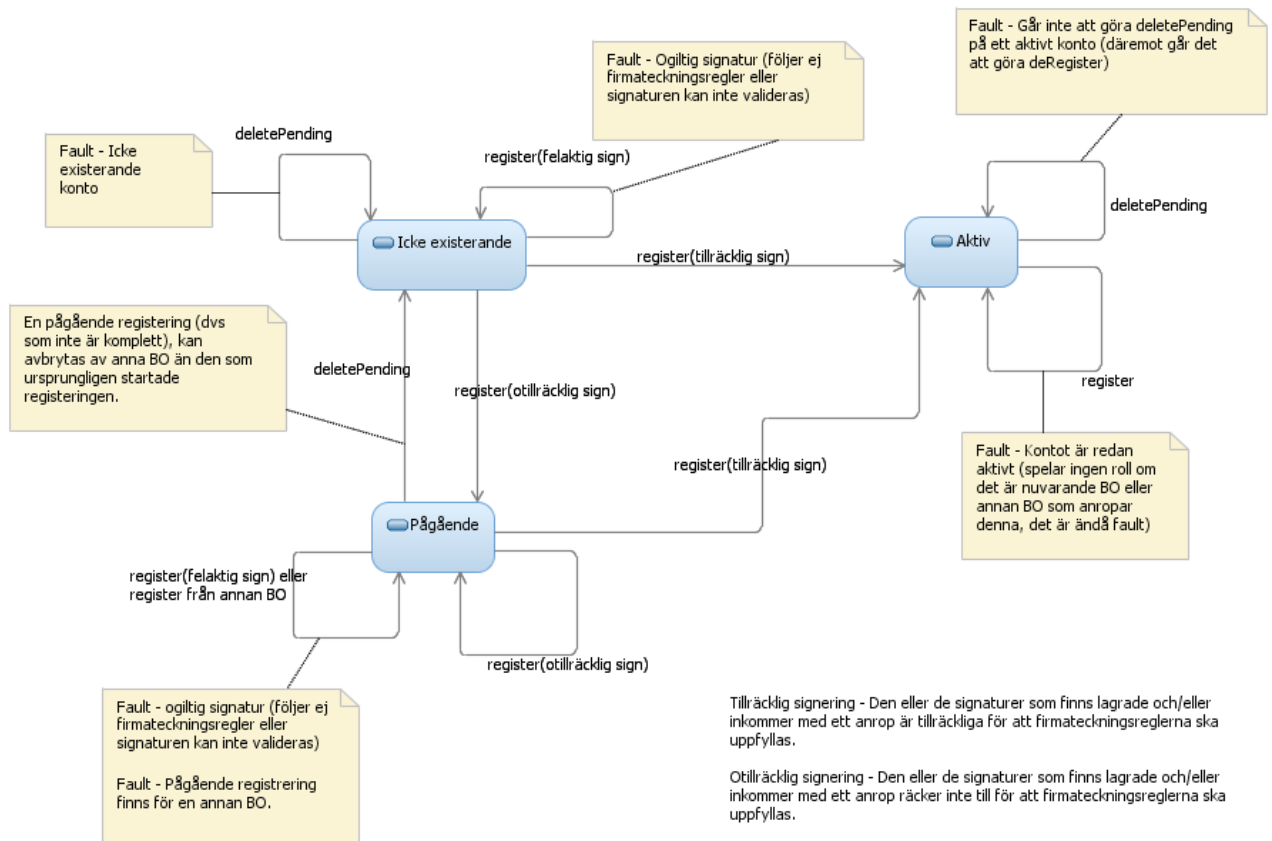 Fault - Går inte att göra deletePending
på ett aktivt konto (däremot går det
att göra deRegister)
Fault - Ogiltig signatur (följer ej
firmateckningsregler eller
signaturen kan inte valideras)
deletePending
Fault - Icke
existerande
konto
register(felaktig sign)
deletePending
Icke existerande
Aktiv
register(tillräcklig sign)
En pågående registering (dvs
som inte är komplett), kan
avbrytas av anna BO än den som
ursprungligen startade
registeringen.
deletePending
register(otillräcklig sign)
register
register(tillräcklig sign)
Fault - Kontot är redan
aktivt (spelar ingen roll om
det är nuvarande BO eller
annan BO som anropar
denna, det är ändå fault)
Pågående
register(felaktig sign) eller
register från annan BO
register(otillräcklig sign)
Fault - ogiltig signatur (följer ej
firmateckningsregler eller
signaturen kan inte valideras)
Fault - Pågående registrering
finns för en annan BO.
Tillräcklig signering - Den eller de signaturer som finns lagrade och/eller
inkommer med ett anrop är tillräckliga för att firmateckningsreglerna ska
uppfyllas.
Otillräcklig signering - Den eller de signaturer som finns lagrade och/eller
inkommer med ett anrop räcker inte till för att firmateckningsreglerna ska
uppfyllas.